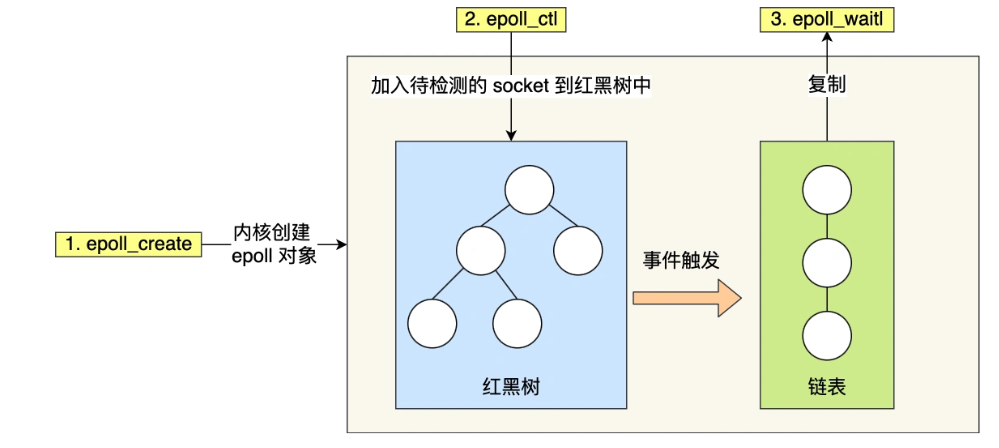 2. epoll_ctl
3. epoll_waitl
加入待检测的 socket 到红黑树中
复制
1. epoll_create
内核创建
epoll 对象
事件触发
红黑树
链表